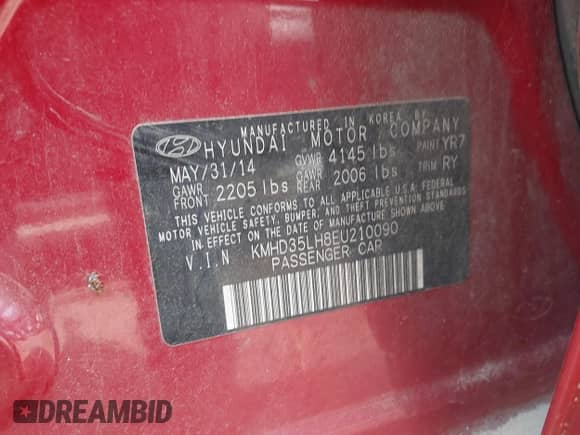 MANUFACTURED IN KOREA BY
HYUNDAI MOTOR COMPANY
MAY/31/14 GVWR 4145 lbs PAINT YR7
GAWR FRONT 2205 lbs GAWR REAR 2006 lbs TRIM RY
THIS VEHICLE CONFORMS TO ALL APPLICABLE U.S.A. FEDERAL
MOTOR VEHICLE SAFETY, BUMPER, AND THEFT PREVENTION STANDARDS
IN EFFECT ON THE DATE OF MANUFACTURE SHOWN ABOVE.
V.I.N KMHD35LH8EU210090
PASSENGER CAR
DREAMBID